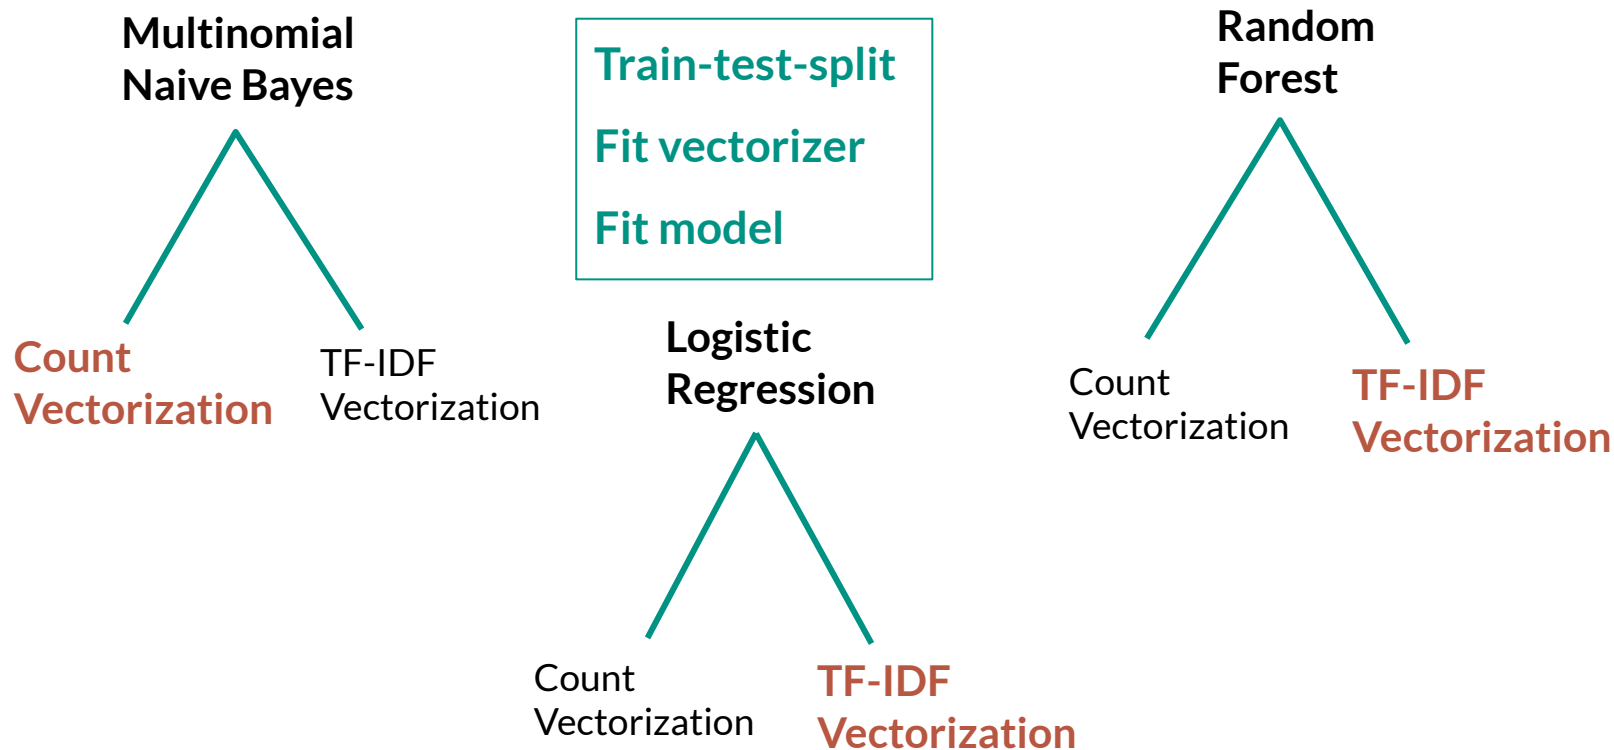 Multinomial
Naive Bayes
Count
Vectorization
TF-IDF
Vectorization
Train-test-split
Fit vectorizer
Fit model
Logistic
Regression
Count
Vectorization
TF-IDF
Vectorization
Random
Forest
Count
Vectorization
TF-IDF
Vectorization